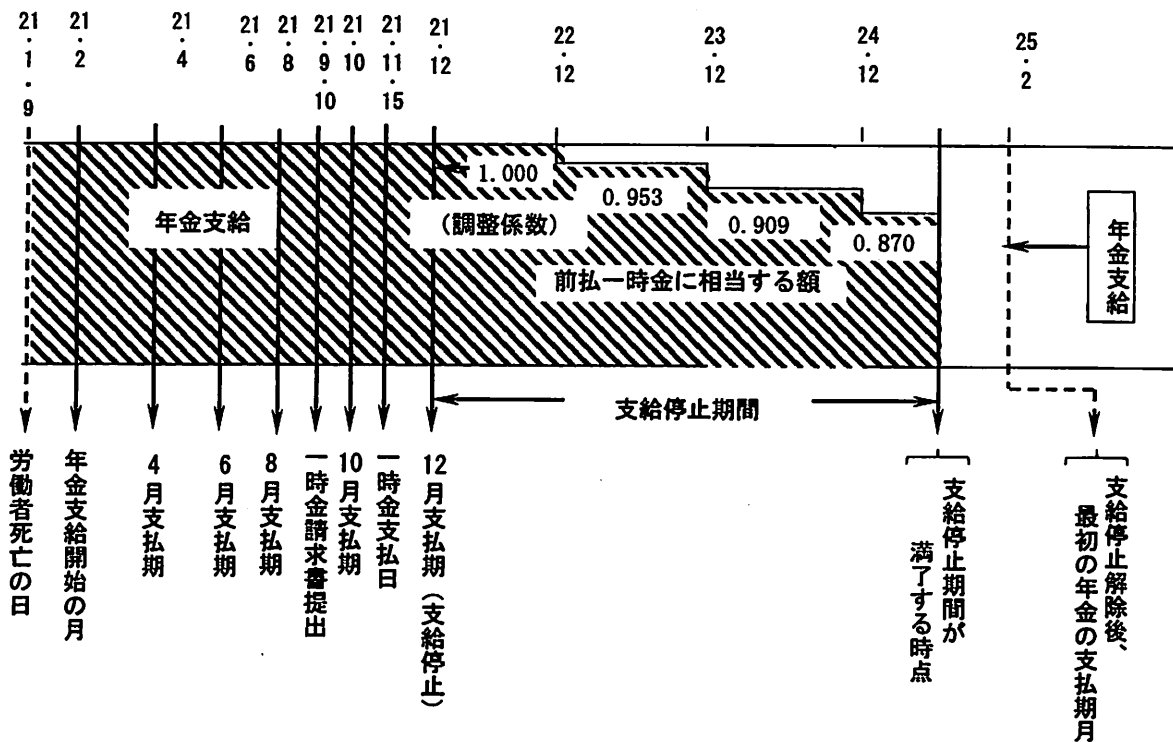 21・1・9
21・2
21・4
21・6
21・8
21・9・10
21・10
21・11・15
21・12
22・12
23・12
24・12
25・2
1.000
0.953
0.909
0.870
年金支給
(調整係数)
前払一時金に相当する額
年金支給
支給停止期間
労働者死亡の日
年金支給開始の月
4月支払期
6月支払期
8月支払期
一時金請求書提出
10月支払期
一時金支払日
12月支払期(支給停止)
支給停止期間が
満了する時点
支給停止解除後、
最初の年金の支払期月